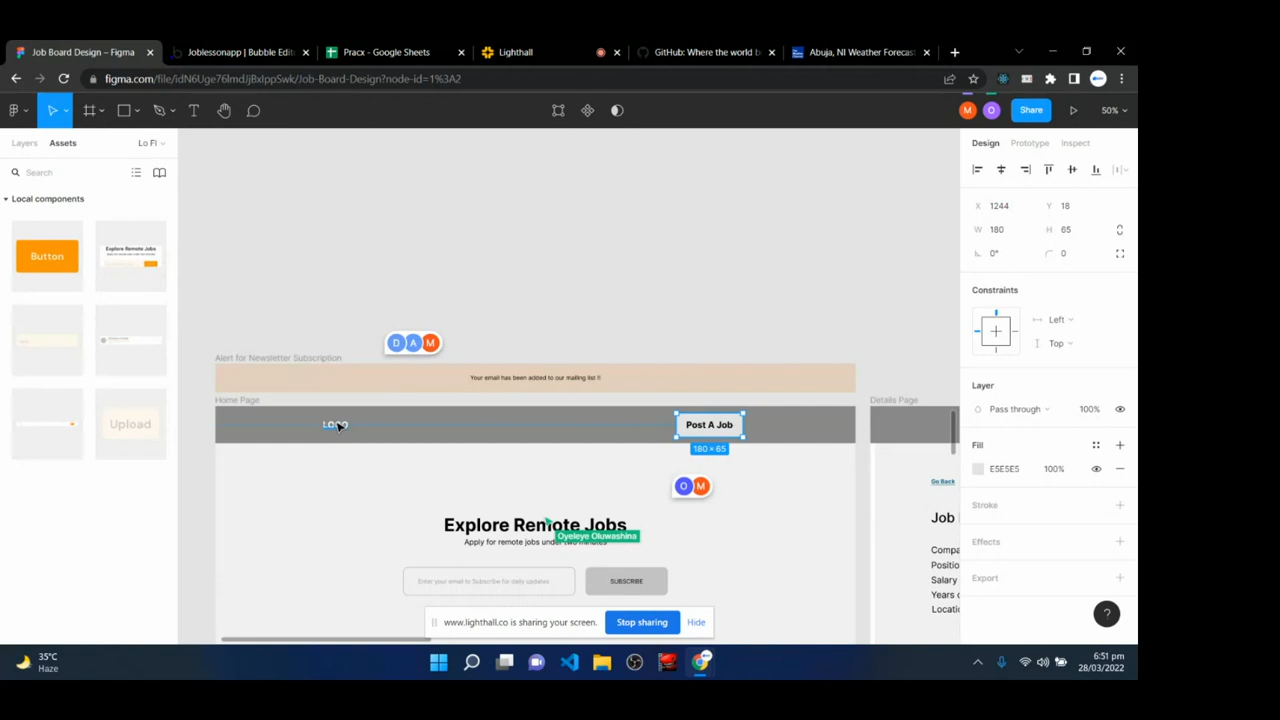 Job Board Design – Figma
Joblessonapp | Bubble Edit
Pracx - Google Sheets
Lighthall
GitHub: Where the world b
Abuja, NI Weather Forecas
figma.com/file/idN6Uge76lmdJjBxIppSwk/Job-Board-Design?node-id=1%3A2
M
O
Share
50%
Layers
Assets
Lo Fi
Search
Local components
Button
Explore Remote Jobs
Upload
Design
Prototype
Inspect
X 1244
Y 18
W 180
H 65
0°
0
Constraints
Left
Top
Layer
Pass through
100%
Fill
E5E5E5
100%
Stroke
Effects
Export
?
D A M
Alert for Newsletter Subscription
Your email has been added to our mailing list !!
Home Page
Details Page
LOGO
Post A Job
180 × 65
O M
Go Back
Explore Remote Jobs
Oyeleye Oluwashina
Apply for remote jobs under two minutes
Job
Compa
Positio
Salary
Years c
Locatio
Enter your email to Subscribe for daily updates
SUBSCRIBE
www.lighthall.co is sharing your screen.
Stop sharing
Hide
35°C
Haze
6:51 pm
28/03/2022